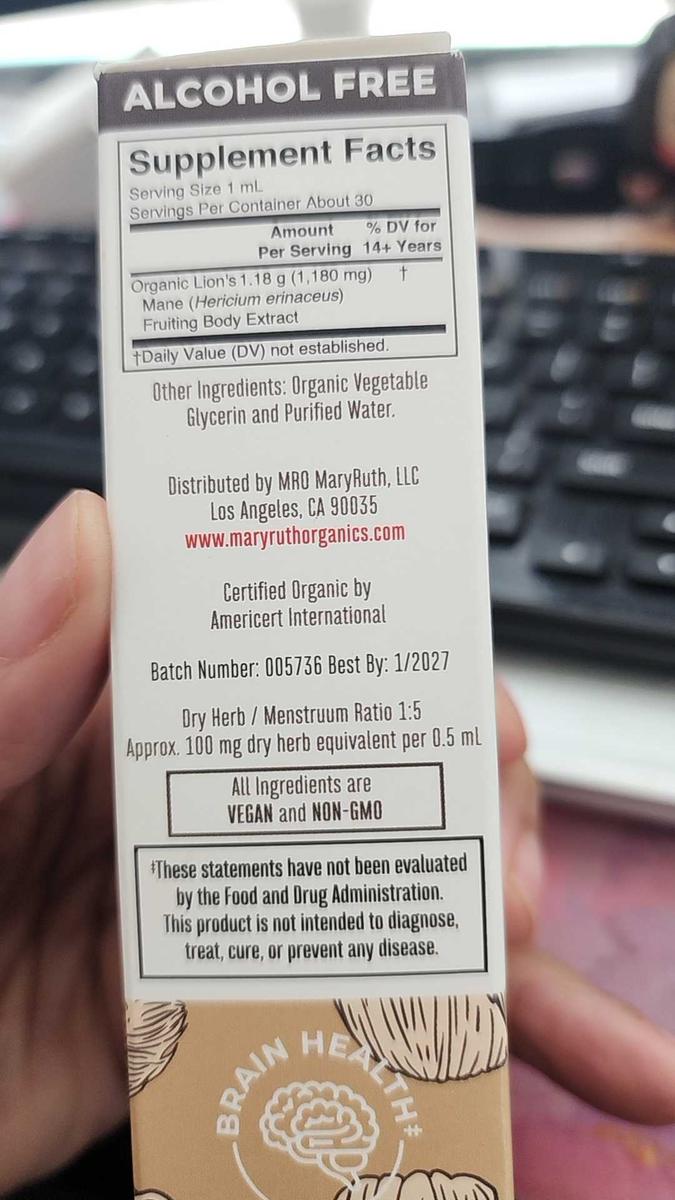 ALCOHOL FREE
Supplement Facts
Serving Size 1 mL
Servings Per Container About 30
Amount % DV for
Per Serving 14+ Years
Organic Lion's 1.18 g (1,180 mg) †
Mane (Hericium erinaceus)
Fruiting Body Extract
†Daily Value (DV) not established.
Other Ingredients: Organic Vegetable
Glycerin and Purified Water.
Distributed by MRO MaryRuth, LLC
Los Angeles, CA 90035
www.maryruthorganics.com
Certified Organic by
Americert International
Batch Number: 005736 Best By: 1/2027
Dry Herb / Menstruum Ratio 1:5
Approx. 100 mg dry herb equivalent per 0.5 mL
All Ingredients are
VEGAN and NON-GMO
‡These statements have not been evaluated
by the Food and Drug Administration.
This product is not intended to diagnose,
treat, cure, or prevent any disease.
BRAIN HEALTH‡